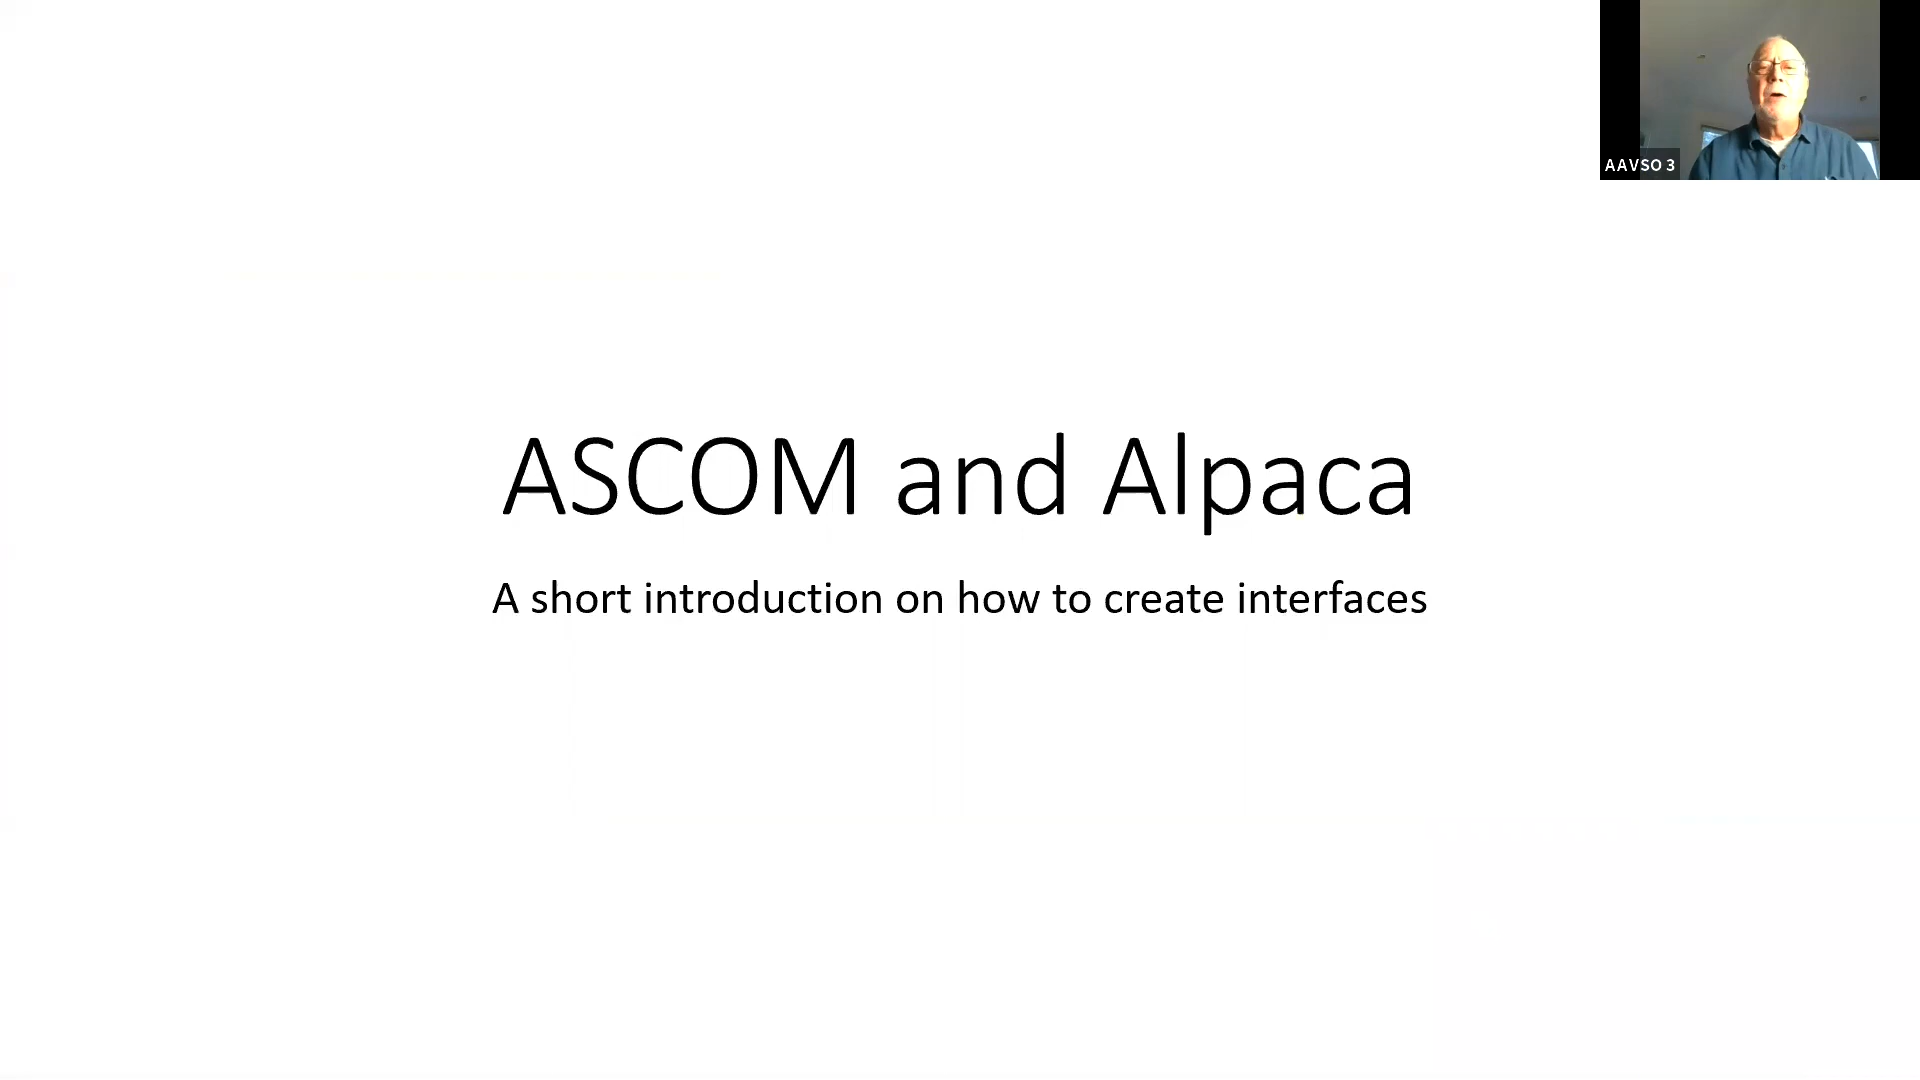 AAVSO 3
ASCOM and Alpaca
A short introduction on how to create interfaces